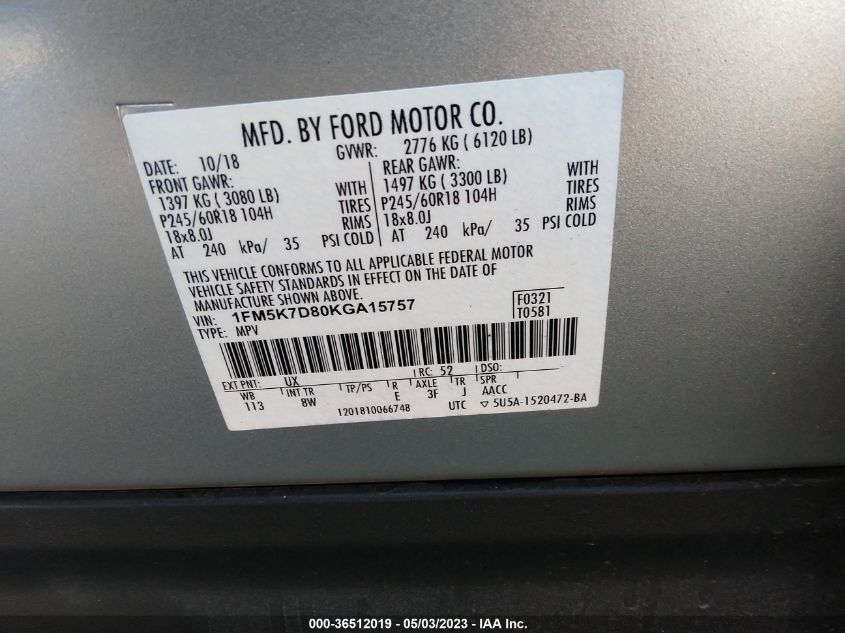 MFD. BY FORD MOTOR CO.
DATE: 10/18 GVWR: 2776 KG ( 6120 LB)
FRONT GAWR: REAR GAWR:
1397 KG ( 3080 LB) WITH 1497 KG ( 3300 LB) WITH
P245/60R18 104H TIRES P245/60R18 104H TIRES
18x8.0J RIMS 18x8.0J RIMS
AT 240 kPa/ 35 PSI COLD AT 240 kPa/ 35 PSI COLD
THIS VEHICLE CONFORMS TO ALL APPLICABLE FEDERAL MOTOR
VEHICLE SAFETY STANDARDS IN EFFECT ON THE DATE OF
MANUFACTURE SHOWN ABOVE.
VIN: 1FM5K7D80KGA15757 F0321
TYPE: MPV T0581
EXT PNT: UX RC: 52 DSO:
WB INT TR TP/PS R AXLE TR SPR
113 8W E 3F J AACC
1201810066748 UTC ▽ 5U5A-1520472-BA
000-36512019 - 05/03/2023 - IAA Inc.